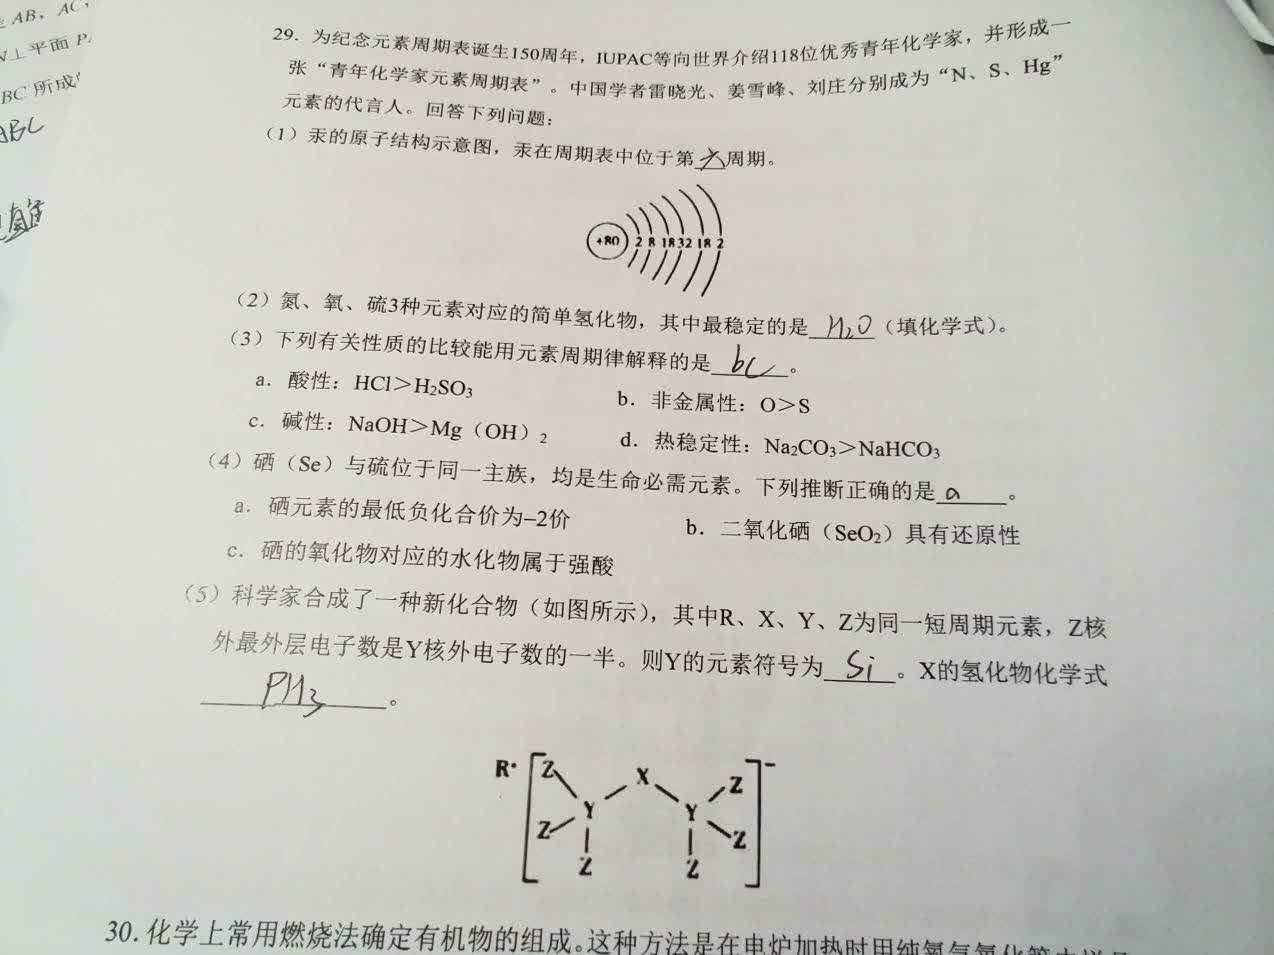 AB，AC，
⊥平面 P
BC 所成
ABC
29．为纪念元素周期表诞生150周年，IUPAC等向世界介绍118位优秀青年化学家，并形成一
张“青年化学家元素周期表”。中国学者雷晓光、姜雪峰、刘庄分别成为“N、S、Hg”
元素的代言人。回答下列问题：
（1）汞的原子结构示意图，汞在周期表中位于第六周期。
+80 2 8 18 32 18 2
（2）氮、氧、硫3种元素对应的简单氢化物，其中最稳定的是 H₂O （填化学式）。
（3）下列有关性质的比较能用元素周期律解释的是 bc 。
a．酸性：HCl＞H₂SO₃
b．非金属性：O＞S
c．碱性：NaOH＞Mg（OH）₂
d．热稳定性：Na₂CO₃＞NaHCO₃
（4）硒（Se）与硫位于同一主族，均是生命必需元素。下列推断正确的是 a 。
a．硒元素的最低负化合价为–2价
b．二氧化硒（SeO₂）具有还原性
c．硒的氧化物对应的水化物属于强酸
（5）科学家合成了一种新化合物（如图所示），其中R、X、Y、Z为同一短周期元素，Z核
外最外层电子数是Y核外电子数的一半。则Y的元素符号为 Si 。X的氢化物化学式
PH₃ 。
Z X Z
R⁺ [ Y Y ]⁻
Z Z
Z Z
30.化学上常用燃烧法确定有机物的组成。这种方法是在电炉加热时用纯氧气氧化